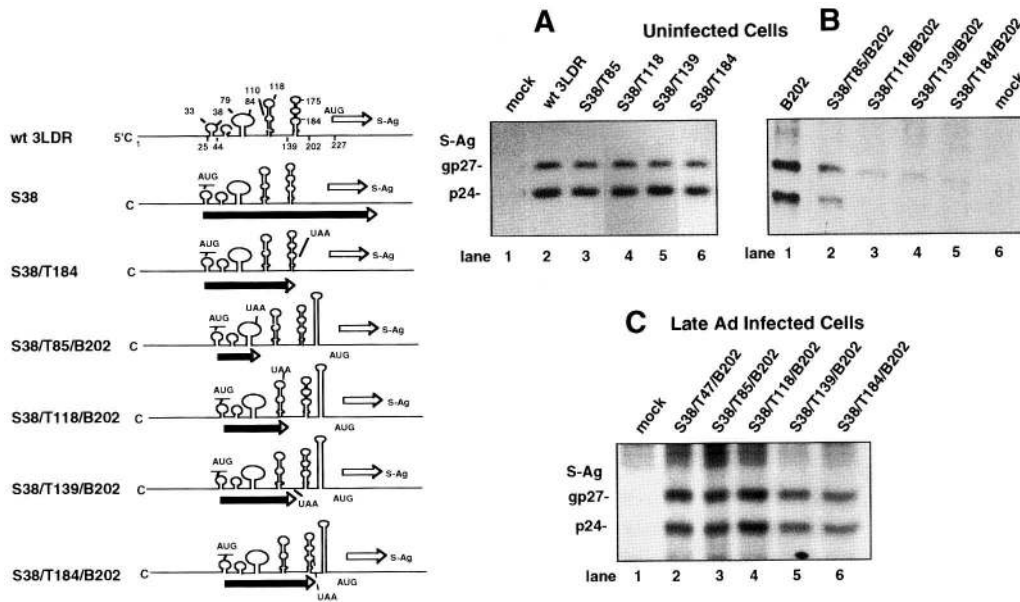 A
Uninfected Cells
B
mock
wt 3LDR
S38/T85
S38/T118
S38/T139
S38/T184
B202
S38/T85/B202
S38/T118/B202
S38/T139/B202
S38/T184/B202
mock
S-Ag
gp27-
p24-
lane 1 2 3 4 5 6
1 2 3 4 5 6
wt 3LDR
5'C
1
33
38
79
84
110
118
175
184
AUG
S-Ag
25
44
139
202
227
S38
C
AUG
S-Ag
S38/T184
C
AUG
UAA
S-Ag
S38/T85/B202
C
AUG
UAA
AUG
S-Ag
S38/T118/B202
C
AUG
UAA
AUG
S-Ag
S38/T139/B202
C
AUG
UAA
AUG
S-Ag
S38/T184/B202
C
AUG
UAA
AUG
S-Ag
C
Late Ad Infected Cells
mock
S38/T47/B202
S38/T85/B202
S38/T118/B202
S38/T139/B202
S38/T184/B202
S-Ag
gp27-
p24-
lane 1 2 3 4 5 6